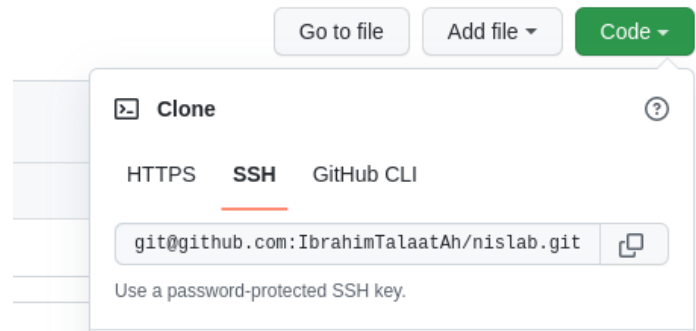 Go to file Add file Code
Clone
HTTPS SSH GitHub CLI
git@github.com:IbrahimTalaatAh/nislab.git
Use a password-protected SSH key.